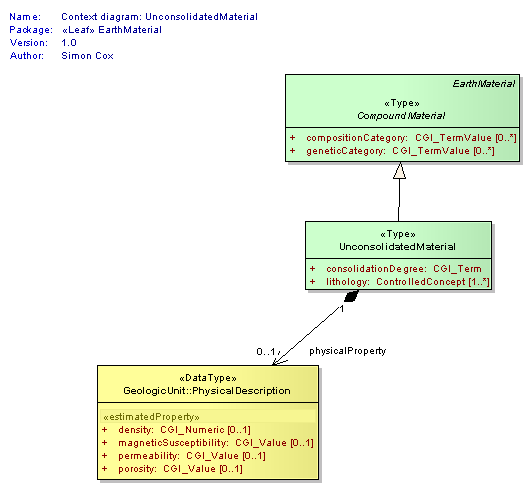 Name: Context diagram: UnconsolidatedMaterial
Package: «Leaf» EarthMaterial
Version: 1.0
Author: Simon Cox
EarthMaterial
«Type»
CompoundMaterial
+ compositionCategory: CGI_TermValue [0..*]
+ geneticCategory: CGI_TermValue [0..*]
«Type»
UnconsolidatedMaterial
+ consolidationDegree: CGI_Term
+ lithology: ControlledConcept [1..*]
1
0..1
physicalProperty
«DataType»
GeologicUnit::PhysicalDescription
«estimatedProperty»
+ density: CGI_Numeric [0..1]
+ magneticSusceptibility: CGI_Value [0..1]
+ permeability: CGI_Value [0..1]
+ porosity: CGI_Value [0..1]